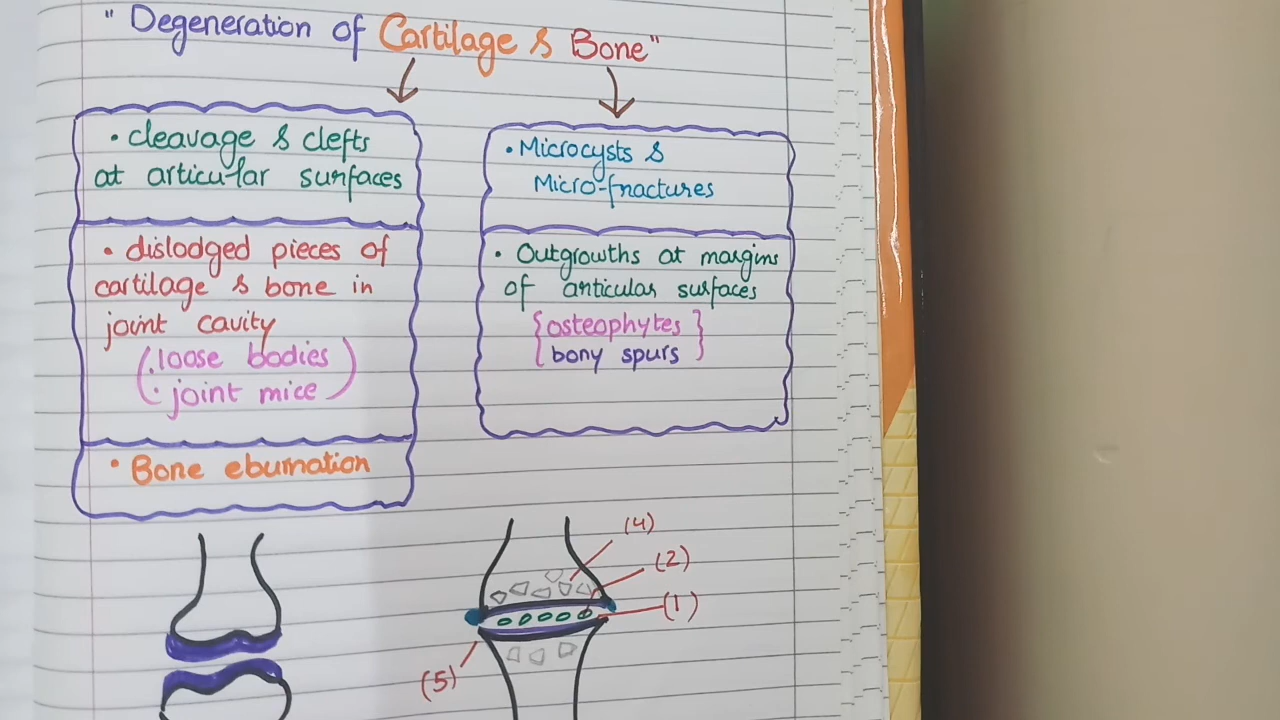 "Degeneration of Cartilage & Bone"
• cleavage & clefts
at articular surfaces
• dislodged pieces of
cartilage & bone in
joint cavity
(• loose bodies
• joint mice)
• Bone eburnation
• Microcysts &
Micro-fractures
• Outgrowths at margins
of articular surfaces
{osteophytes}
{bony spurs}
(4)
(2)
(1)
(5)